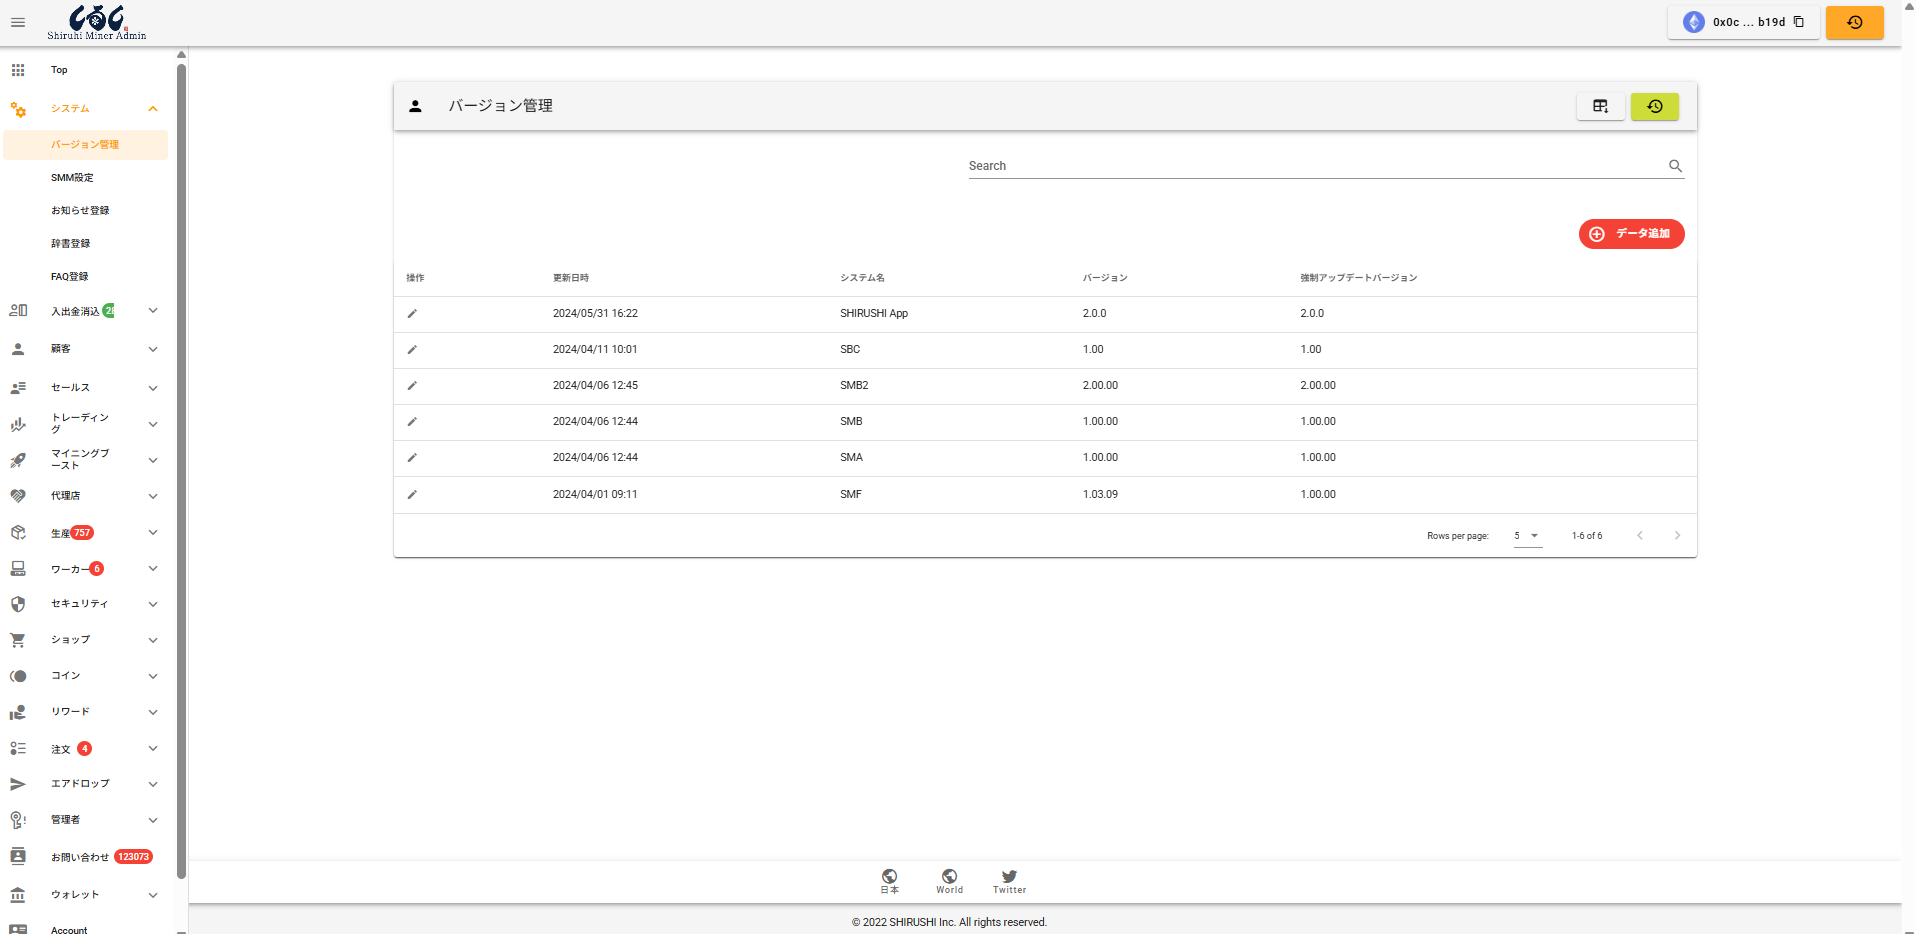 Shiruhi Miner Admin
0x0c ... b19d
Top
システム
バージョン管理
SMM設定
お知らせ登録
辞書登録
FAQ登録
入出金消込
顧客
セールス
トレーディン
グ
マイニングブ
ースト
代理店
生産 757
ワーカー 6
セキュリティ
ショップ
コイン
リワード
注文 4
エアドロップ
管理者
お問い合わせ 123073
ウォレット
Account
バージョン管理
Search
データ追加
操作 更新日時 システム名 バージョン 強制アップデートバージョン
2024/05/31 16:22 SHIRUSHI App 2.0.0 2.0.0
2024/04/11 10:01 SBC 1.00 1.00
2024/04/06 12:45 SMB2 2.00.00 2.00.00
2024/04/06 12:44 SMB 1.00.00 1.00.00
2024/04/06 12:44 SMA 1.00.00 1.00.00
2024/04/01 09:11 SMF 1.03.09 1.00.00
Rows per page: 5 1-6 of 6
日本 World Twitter
© 2022 SHIRUSHI Inc. All rights reserved.